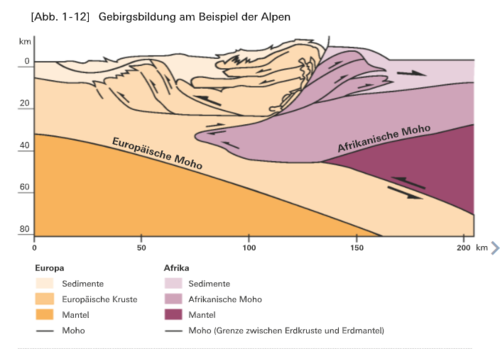 [Abb. 1-12] Gebirgsbildung am Beispiel der Alpen
km
0
20
40
60
80
Europäische Moho
Afrikanische Moho
0 50 100 150 200 km
Europa Afrika
Sedimente Sedimente
Europäische Kruste Afrikanische Moho
Mantel Mantel
Moho Moho (Grenze zwischen Erdkruste und Erdmantel)